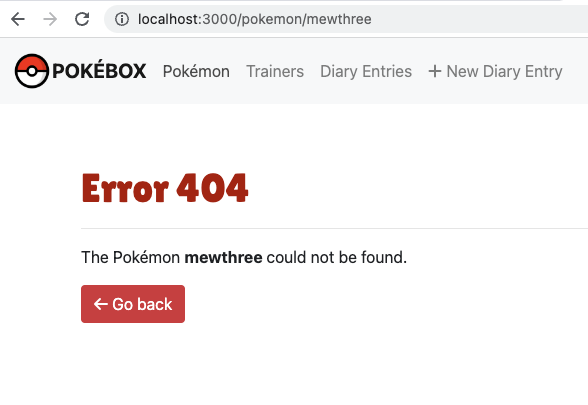 localhost:3000/pokemon/mewthree
POKÉBOX Pokémon Trainers Diary Entries + New Diary Entry
Error 404
The Pokémon mewthree could not be found.
← Go back